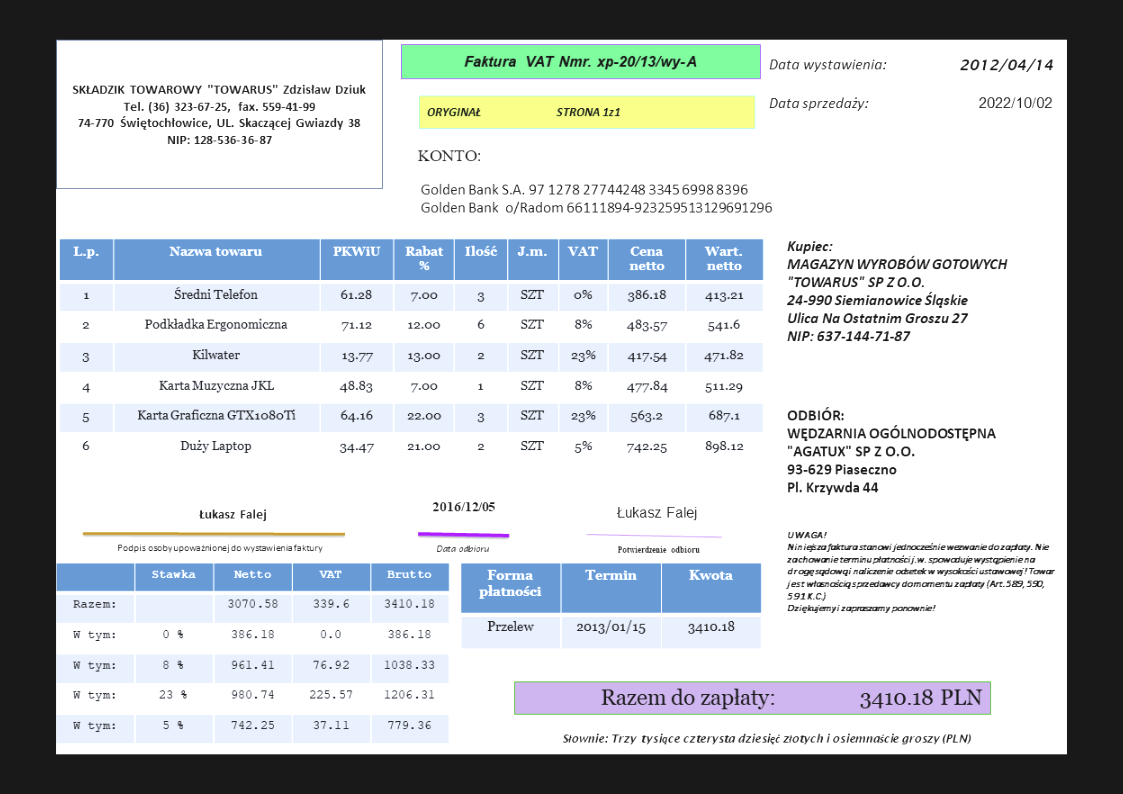 SKŁADZIK TOWAROWY "TOWARUS" Zdzisław Dziuk
Tel. (36) 323-67-25, fax. 559-41-99
74-770 Świętochłowice, UL. Skaczącej Gwiazdy 38
NIP: 128-536-36-87
Faktura VAT Nmr. xp-20/13/wy-A
ORYGINAŁ STRONA 1z1
Data wystawienia: 2012/04/14
Data sprzedaży: 2022/10/02
KONTO:
Golden Bank S.A. 97 1278 27744248 3345 6998 8396
Golden Bank o/Radom 66111894-923259513129691296
L.p. Nazwa towaru PKWiU Rabat % Ilość J.m. VAT Cena netto Wart. netto
1 Średni Telefon 61.28 7.00 3 SZT 0% 386.18 413.21
2 Podkładka Ergonomiczna 71.12 12.00 6 SZT 8% 483.57 541.6
3 Kilwater 13.77 13.00 2 SZT 23% 417.54 471.82
4 Karta Muzyczna JKL 48.83 7.00 1 SZT 8% 477.84 511.29
5 Karta Graficzna GTX1080Ti 64.16 22.00 3 SZT 23% 563.2 687.1
6 Duży Laptop 34.47 21.00 2 SZT 5% 742.25 898.12
Kupiec:
MAGAZYN WYROBÓW GOTOWYCH
"TOWARUS" SP Z O.O.
24-990 Siemianowice Śląskie
Ulica Na Ostatnim Groszu 27
NIP: 637-144-71-87
ODBIÓR:
WĘDZARNIA OGÓLNODOSTĘPNA
"AGATUX" SP Z O.O.
93-629 Piaseczno
Pl. Krzywda 44
Łukasz Falej
Podpis osoby upoważnionej do wystawienia faktury
2016/12/05
Data odbioru
Łukasz Falej
Potwierdzenie odbioru
UWAGA!
Niniejsza faktura stanowi jednocześnie wezwanie do zapłaty. Nie
zachowanie terminu płatności j.w. spowoduje wystąpienie na
drogę sądową i naliczenie odsetek w wysokości ustawowej! Towar
jest własnością sprzedawcy do momentu zapłaty (Art. 589, 590,
591 K.C.)
Dziękujemy i zapraszamy ponownie!
Stawka Netto VAT Brutto
Razem: 3070.58 339.6 3410.18
W tym: 0 % 386.18 0.0 386.18
W tym: 8 % 961.41 76.92 1038.33
W tym: 23 % 980.74 225.57 1206.31
W tym: 5 % 742.25 37.11 779.36
Forma płatności Termin Kwota
Przelew 2013/01/15 3410.18
Razem do zapłaty: 3410.18 PLN
Słownie: Trzy tysiące czterysta dziesięć złotych i osiemnaście groszy (PLN)